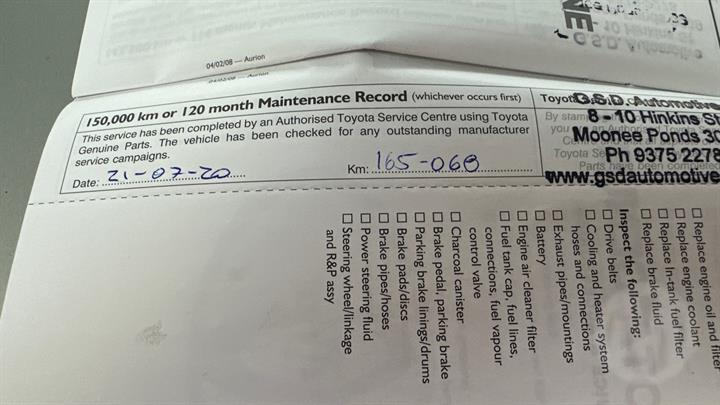 04/02/08 — Aurion
150,000 km or 120 month Maintenance Record (whichever occurs first)
This service has been completed by an Authorised Toyota Service Centre using Toyota
Genuine Parts. The vehicle has been checked for any outstanding manufacturer
service campaigns.
Date: 21-07-20 Km: 165-068
G.S.D. Automotive
8 - 10 Hinkins St
Moonee Ponds 30
Ph 9375 2278
www.gsdautomotive
Replace engine oil and filter
Replace engine coolant
Replace In-tank fuel filter
Replace brake fluid
Inspect the following:
Drive belts
Cooling and heater system
hoses and connections
Exhaust pipes/mountings
Battery
Engine air cleaner filter
Fuel tank cap, fuel lines,
connections, fuel vapour
control valve
Charcoal canister
Brake pedal, parking brake
Parking brake linings/drums
Brake pads/discs
Brake pipes/hoses
Power steering fluid
Steering wheel/linkage
and R&P assy